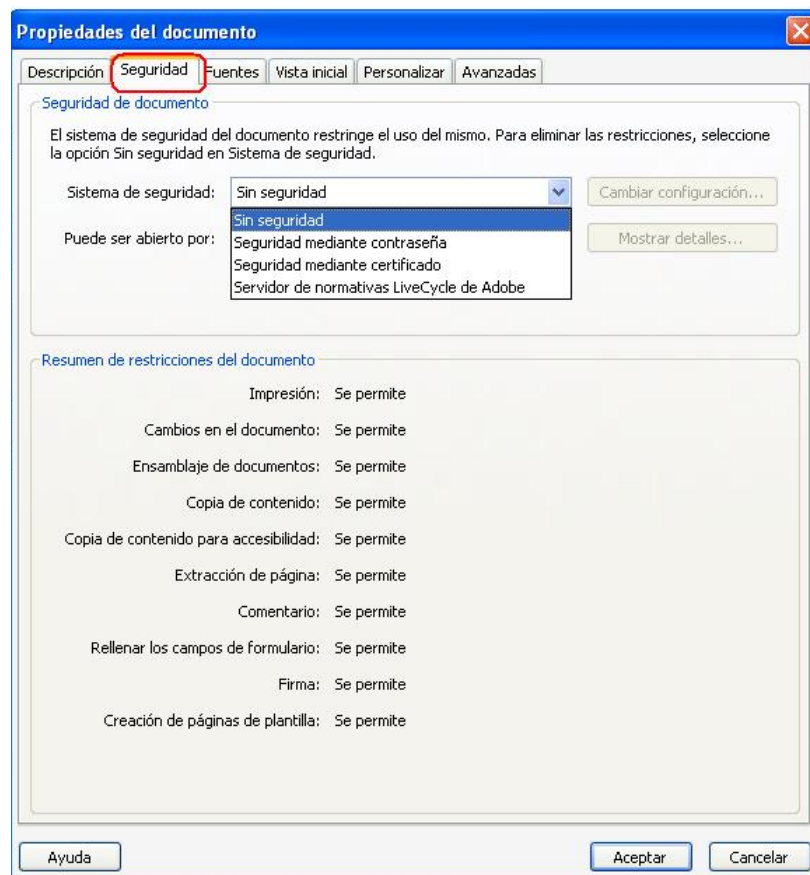 Propiedades del documento
Descripción Seguridad Fuentes Vista inicial Personalizar Avanzadas
Seguridad de documento
El sistema de seguridad del documento restringe el uso del mismo. Para eliminar las restricciones, seleccione
la opción Sin seguridad en Sistema de seguridad.
Sistema de seguridad: Sin seguridad Cambiar configuración...
Sin seguridad
Puede ser abierto por: Seguridad mediante contraseña Mostrar detalles...
Seguridad mediante certificado
Servidor de normativas LiveCycle de Adobe
Resumen de restricciones del documento
Impresión: Se permite
Cambios en el documento: Se permite
Ensamblaje de documentos: Se permite
Copia de contenido: Se permite
Copia de contenido para accesibilidad: Se permite
Extracción de página: Se permite
Comentario: Se permite
Rellenar los campos de formulario: Se permite
Firma: Se permite
Creación de páginas de plantilla: Se permite
Ayuda Aceptar Cancelar